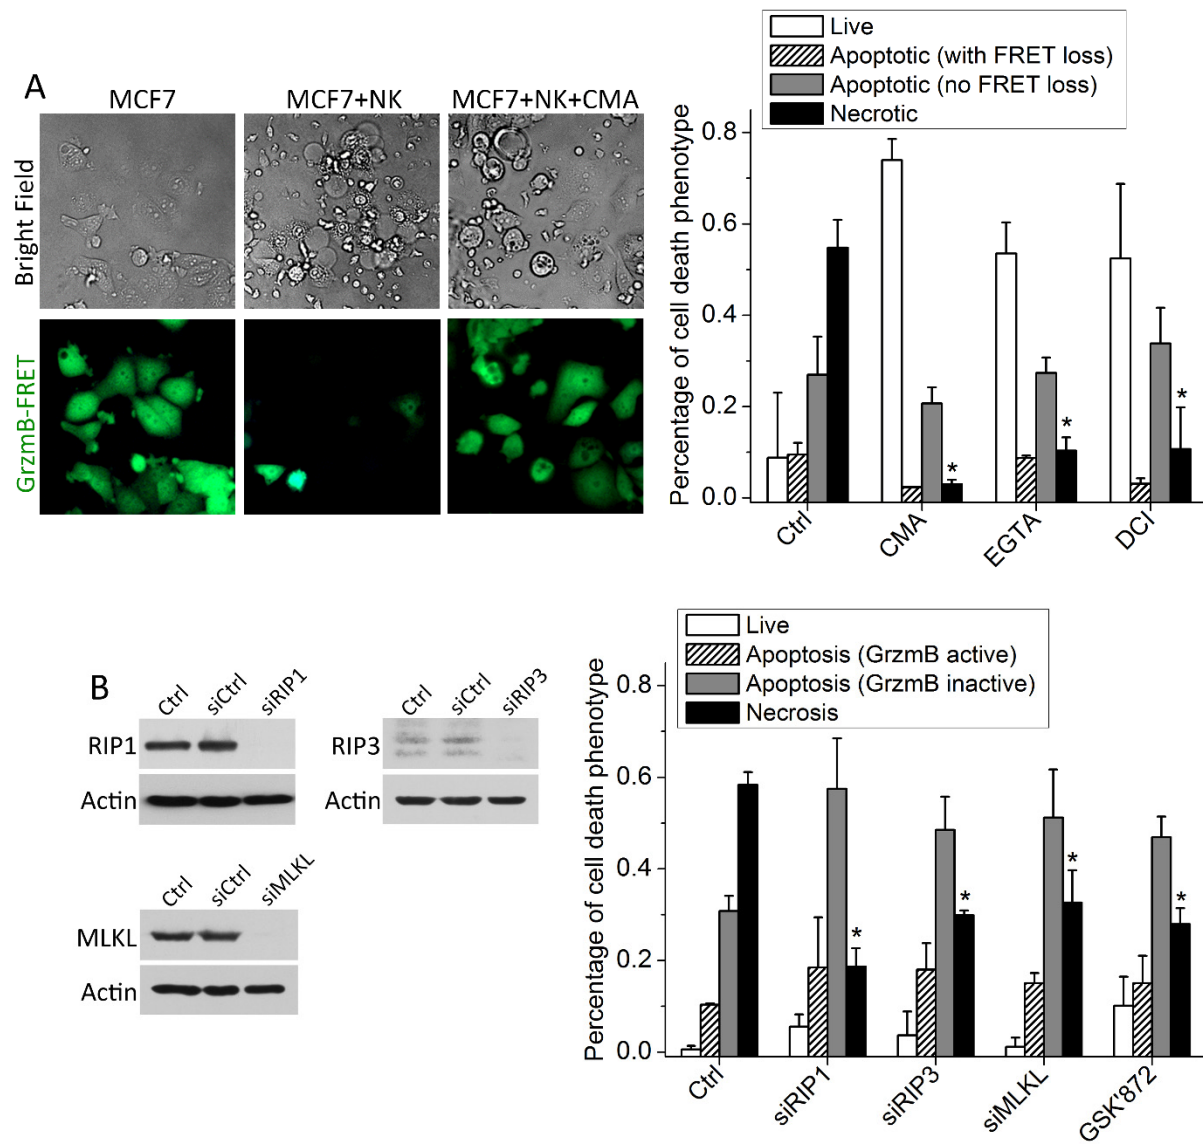 A
MCF7
MCF7+NK
MCF7+NK+CMA
Bright Field
GrzmB-FRET
Live
Apoptotic (with FRET loss)
Apoptotic (no FRET loss)
Necrotic
Percentage of cell death phenotype
0.8
0.6
0.4
0.2
0.0
*
*
*
Ctrl
CMA
EGTA
DCI
B
Ctrl
siCtrl
siRIP1
RIP1
Actin
Ctrl
siCtrl
siRIP3
RIP3
Actin
Ctrl
siCtrl
siMLKL
MLKL
Actin
Live
Apoptosis (GrzmB active)
Apoptosis (GrzmB inactive)
Necrosis
Percentage of cell death phenotype
0.8
0.6
0.4
0.2
0.0
*
*
*
*
Ctrl
siRIP1
siRIP3
siMLKL
GSK'872